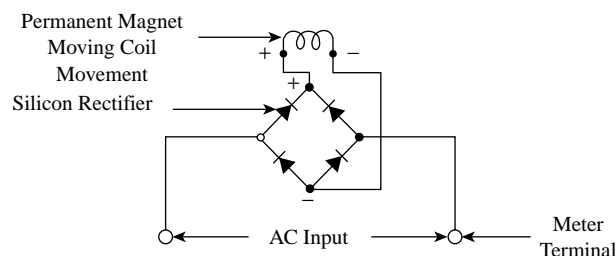 Permanent Magnet
Moving Coil
Movement
+ −
+
Silicon Rectifier
−
AC Input
Meter
Terminal